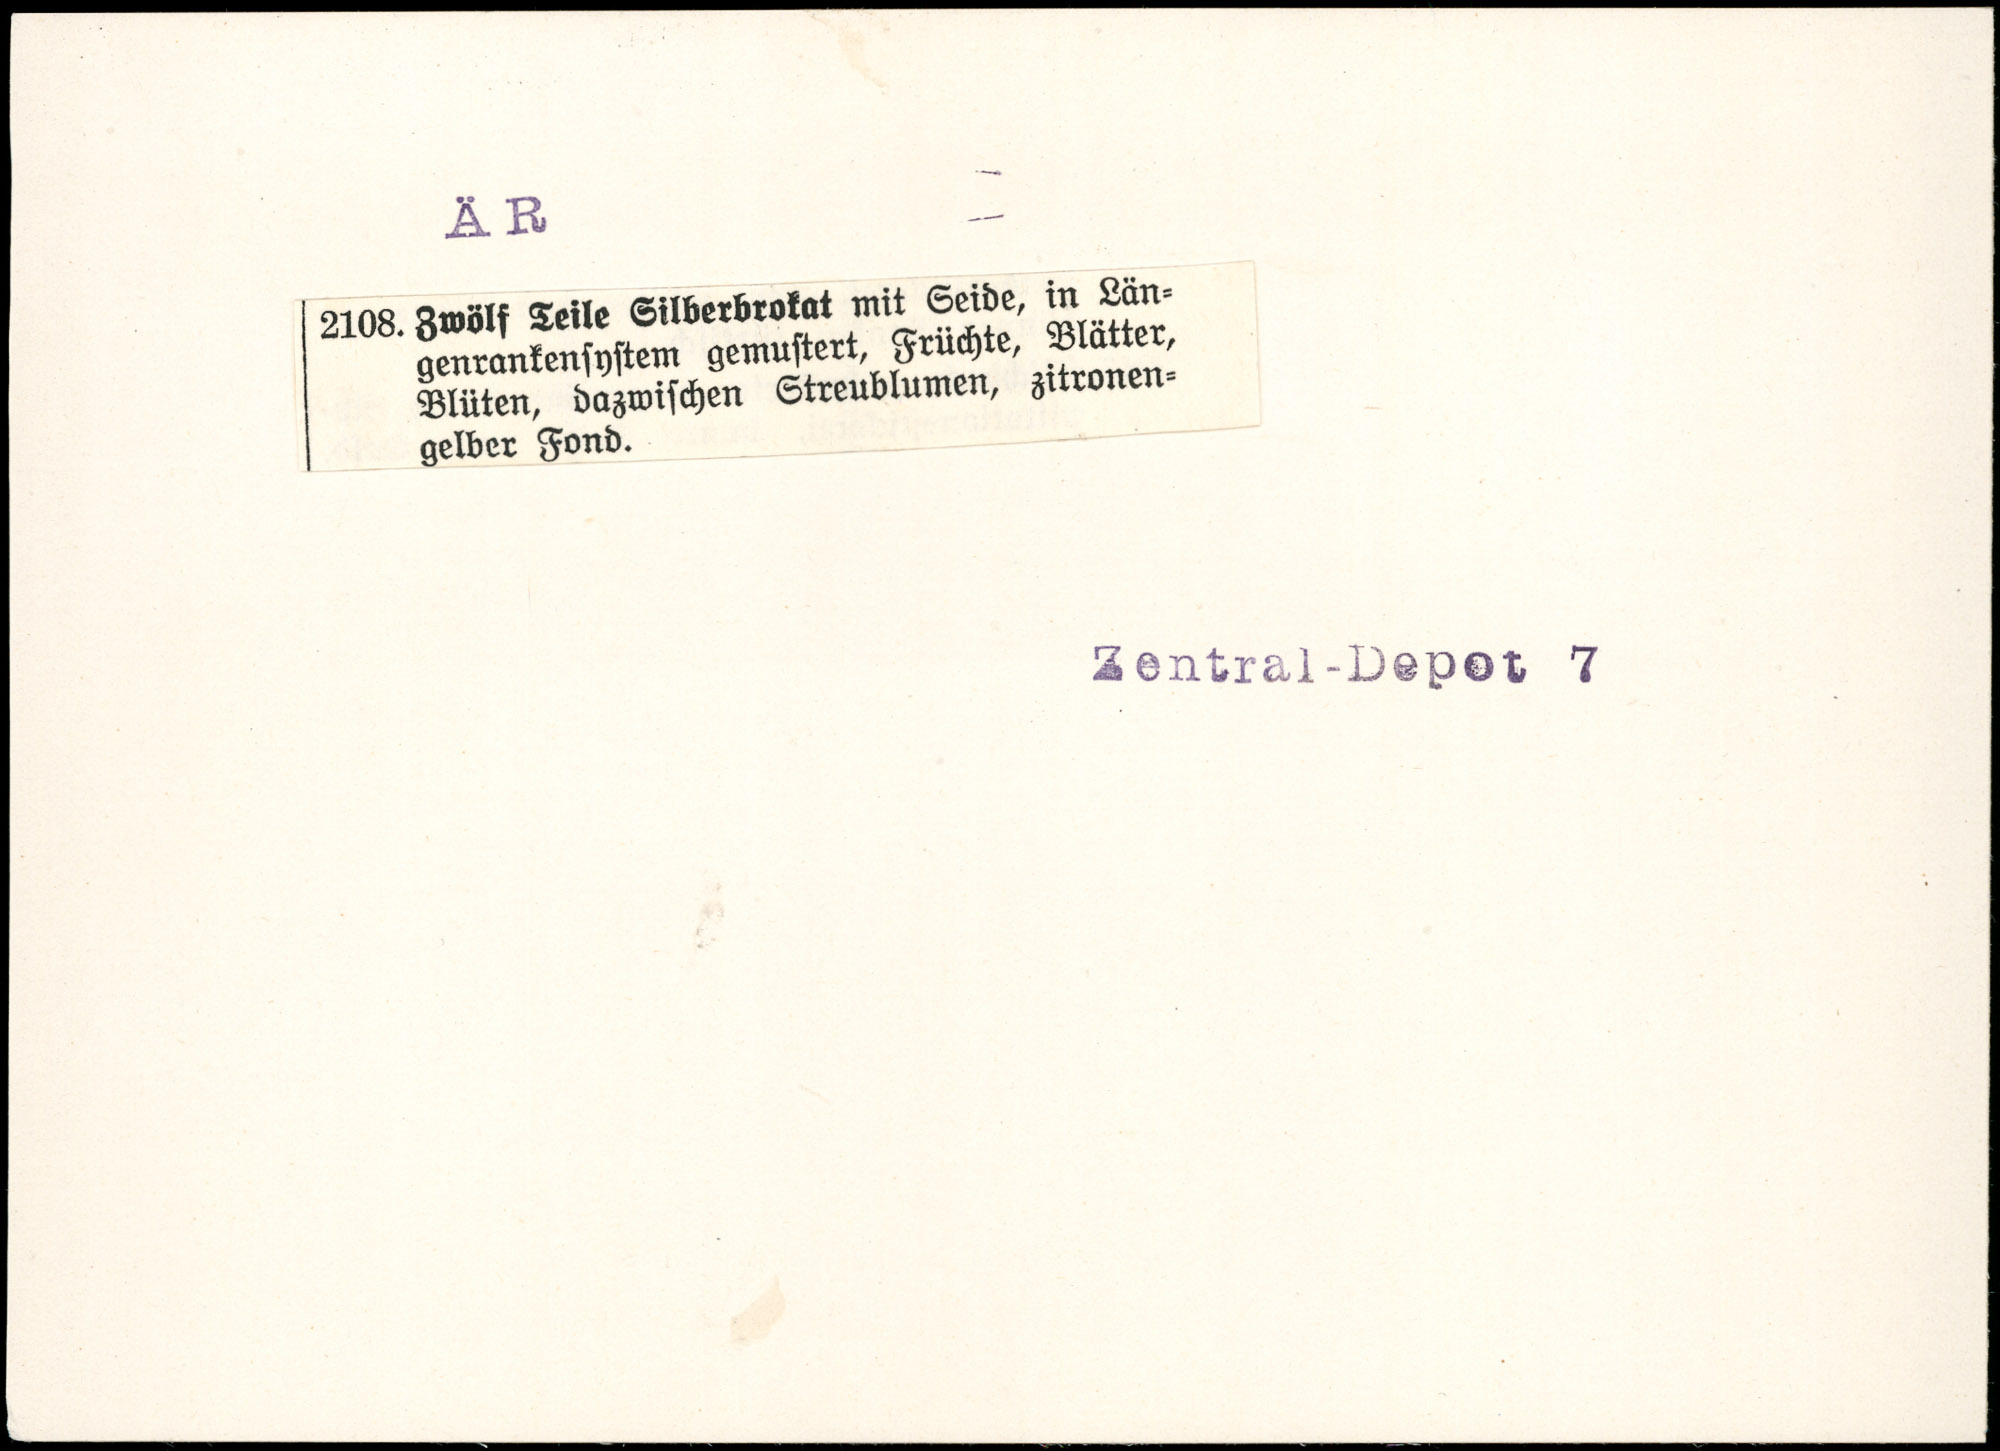 ÄR
2108. Zwölf Teile Silberbrokat mit Seide, in Län-
genrankensystem gemustert, Früchte, Blätter,
Blüten, dazwischen Streublumen, zitronen-
gelber Fond.
Zentral-Depot 7